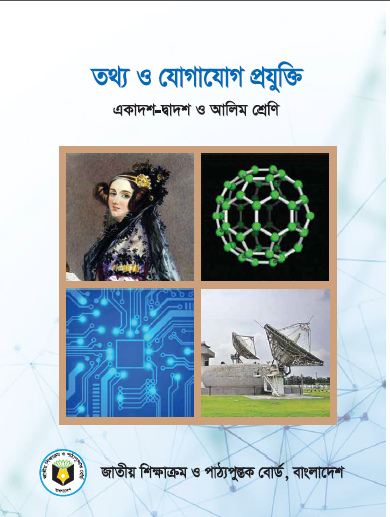 তথ্য ও যোগাযোগ প্রযুক্তি
একাদশ-দ্বাদশ ও আলিম শ্রেণি
জাতীয় শিক্ষাক্রম ও পাঠ্যপুস্তক বোর্ড, বাংলাদেশ